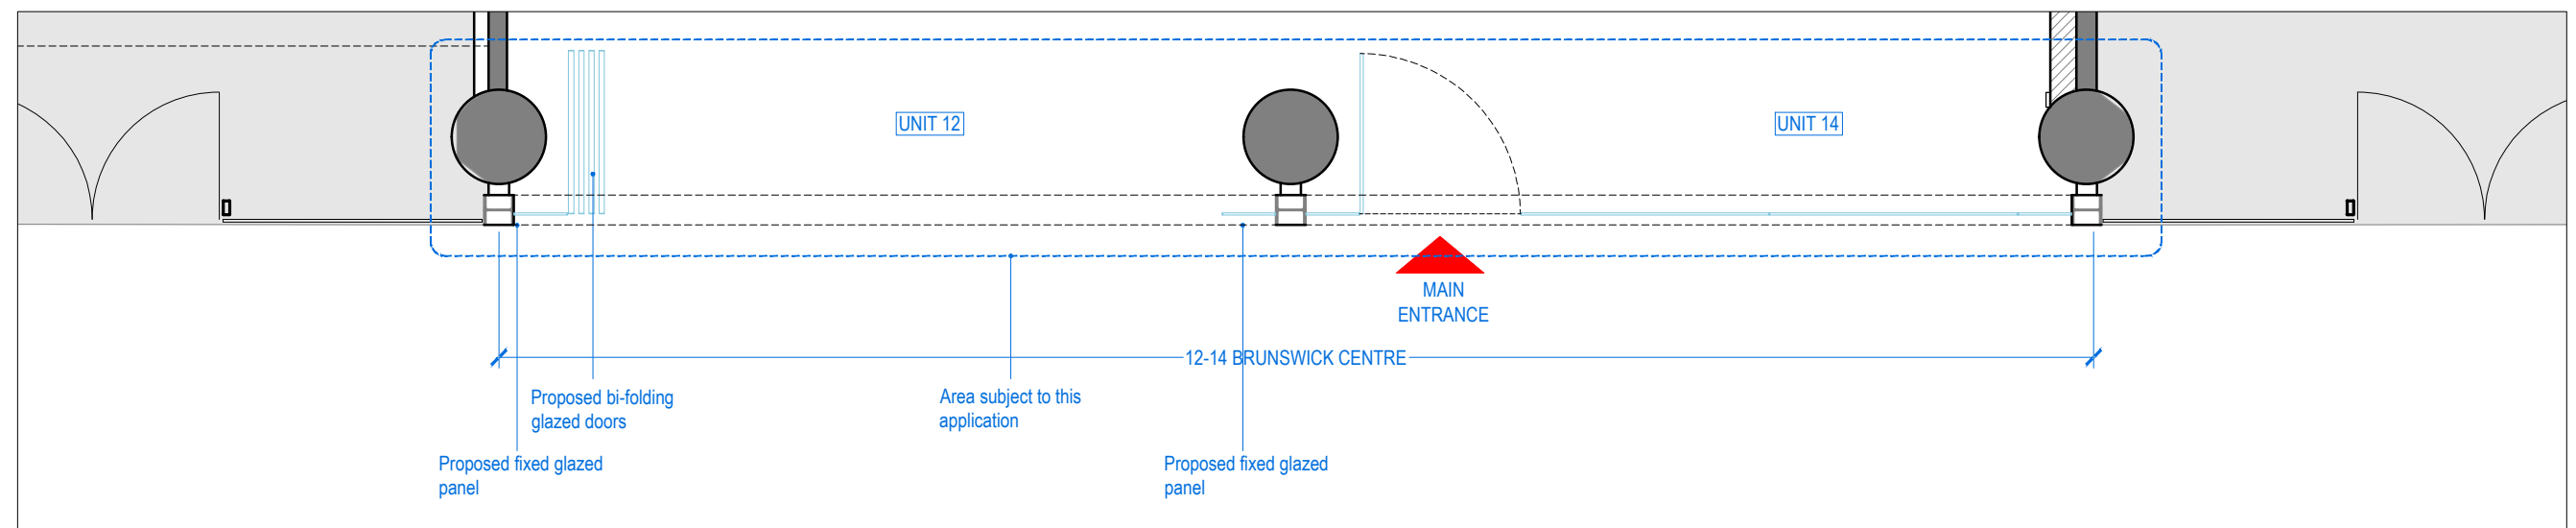 UNIT 12
UNIT 14
MAIN
ENTRANCE
12-14 BRUNSWICK CENTRE
Proposed bi-folding
glazed doors
Area subject to this
application
Proposed fixed glazed
panel
Proposed fixed glazed
panel